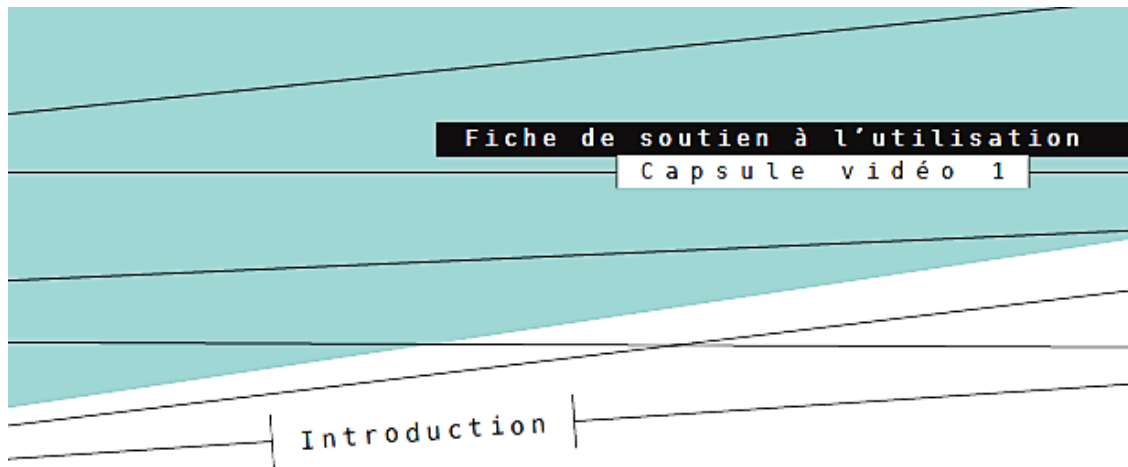 Fiche de soutien à l'utilisation
Capsule vidéo 1
Introduction